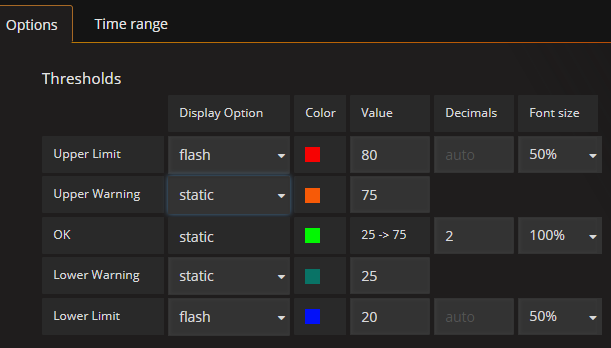 Options Time range
Thresholds
Display Option Color Value Decimals Font size
Upper Limit flash 80 auto 50%
Upper Warning static 75
OK static 25 -> 75 2 100%
Lower Warning static 25
Lower Limit flash 20 auto 50%